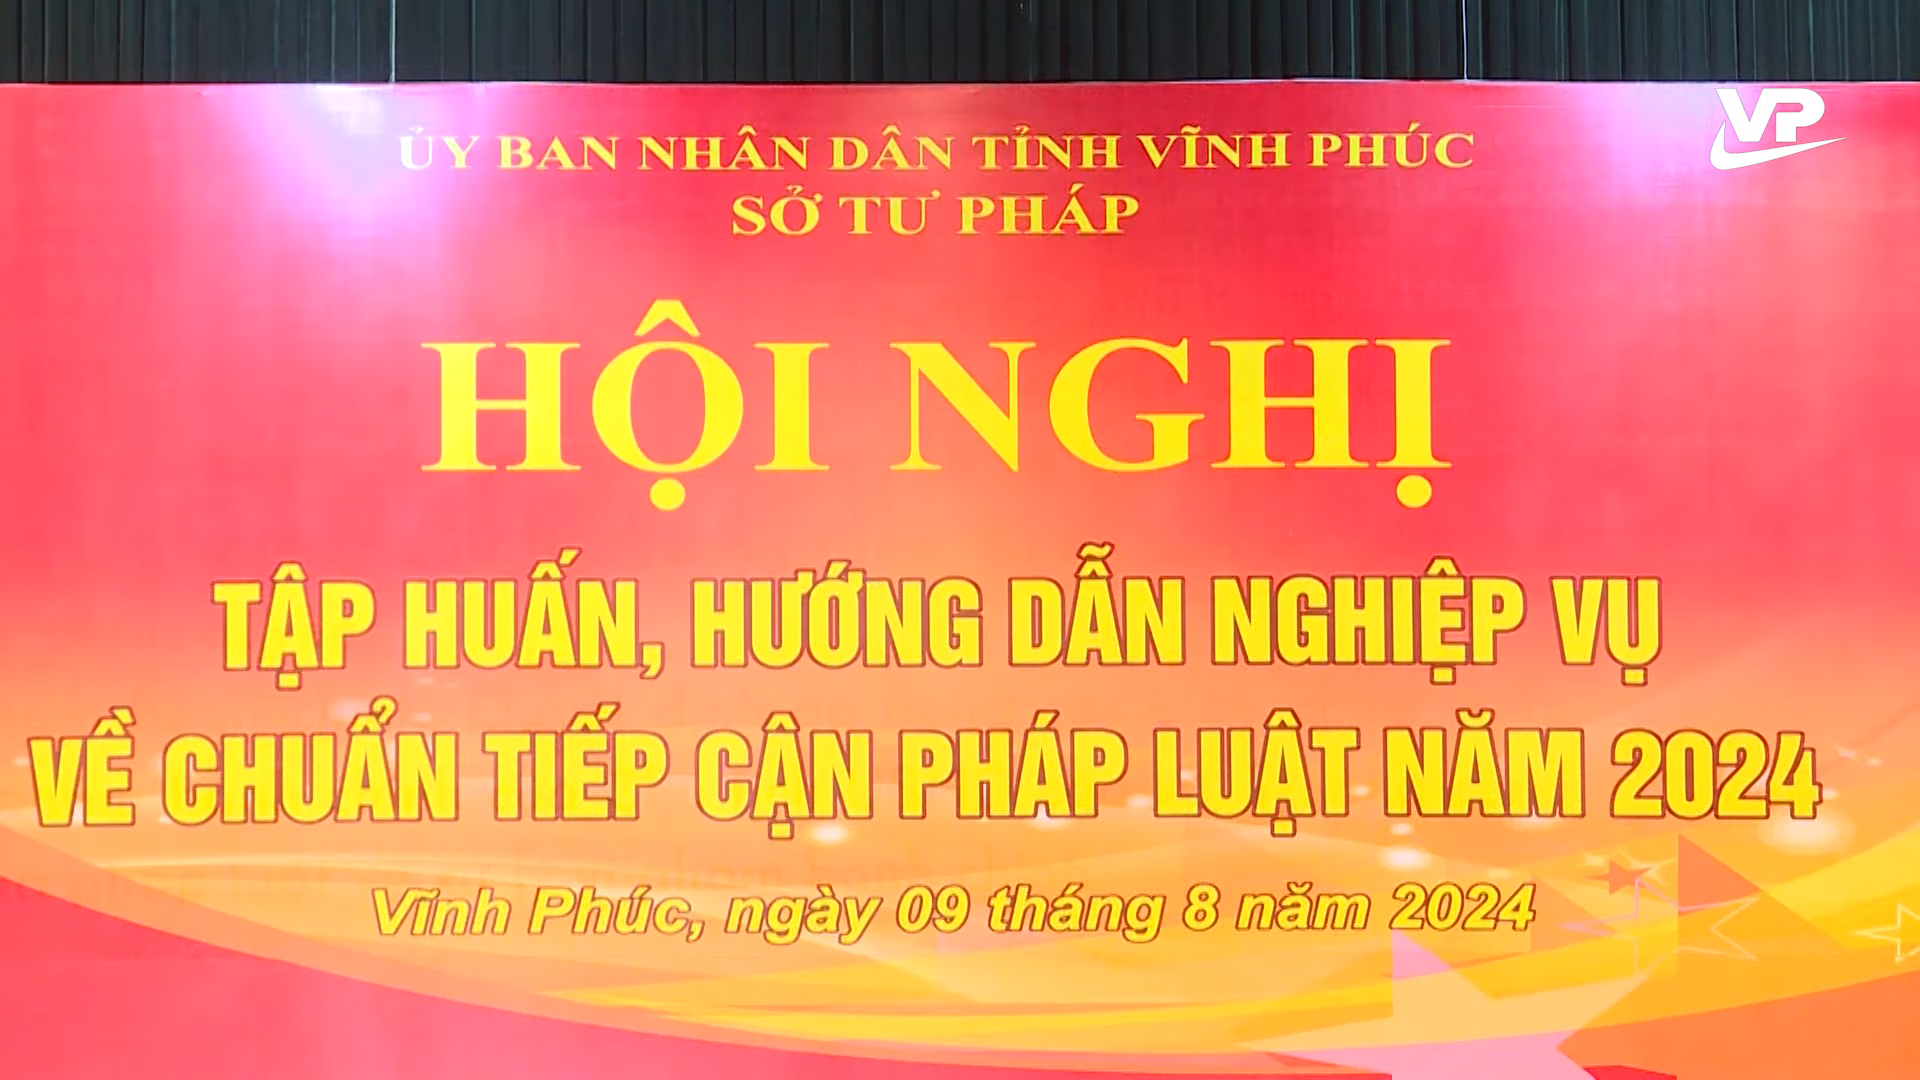 VP
ỦY BAN NHÂN DÂN TỈNH VĨNH PHÚC
SỞ TƯ PHÁP
HỘI NGHỊ
TẬP HUẤN, HƯỚNG DẪN NGHIỆP VỤ
VỀ CHUẨN TIẾP CẬN PHÁP LUẬT NĂM 2024
Vĩnh Phúc, ngày 09 tháng 8 năm 2024